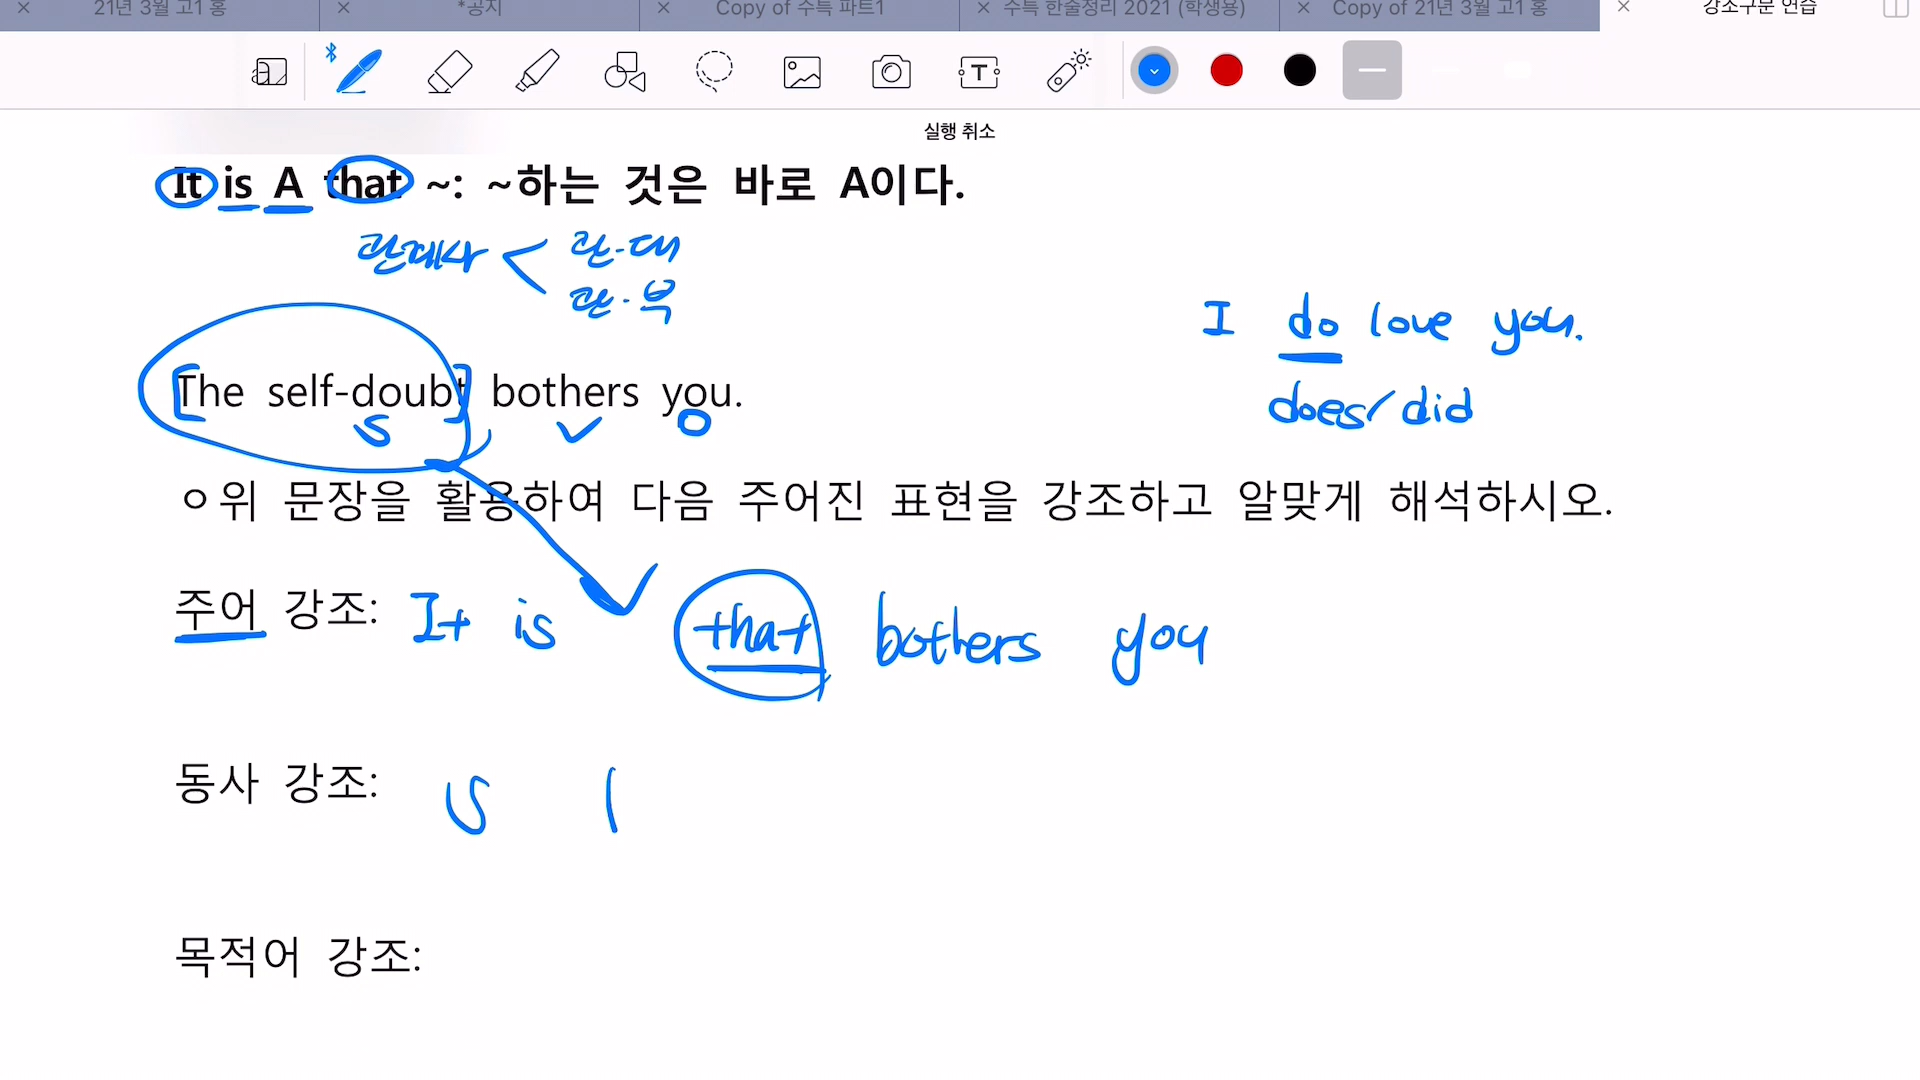 21년 3월 고1 홍
*공지
Copy of 수특 파트1
수특 한술정리 2021 (학생용)
Copy of 21년 3월 고1 홍
강조구문 연습
실행 취소
It is A that ~: ~하는 것은 바로 A이다.
관계사 < 관·대
관·부
I do love you.
does/did
[The self-doubt] bothers you.
S V O
ㅇ위 문장을 활용하여 다음 주어진 표현을 강조하고 알맞게 해석하시오.
주어 강조: It is that bothers you
동사 강조: S
목적어 강조: